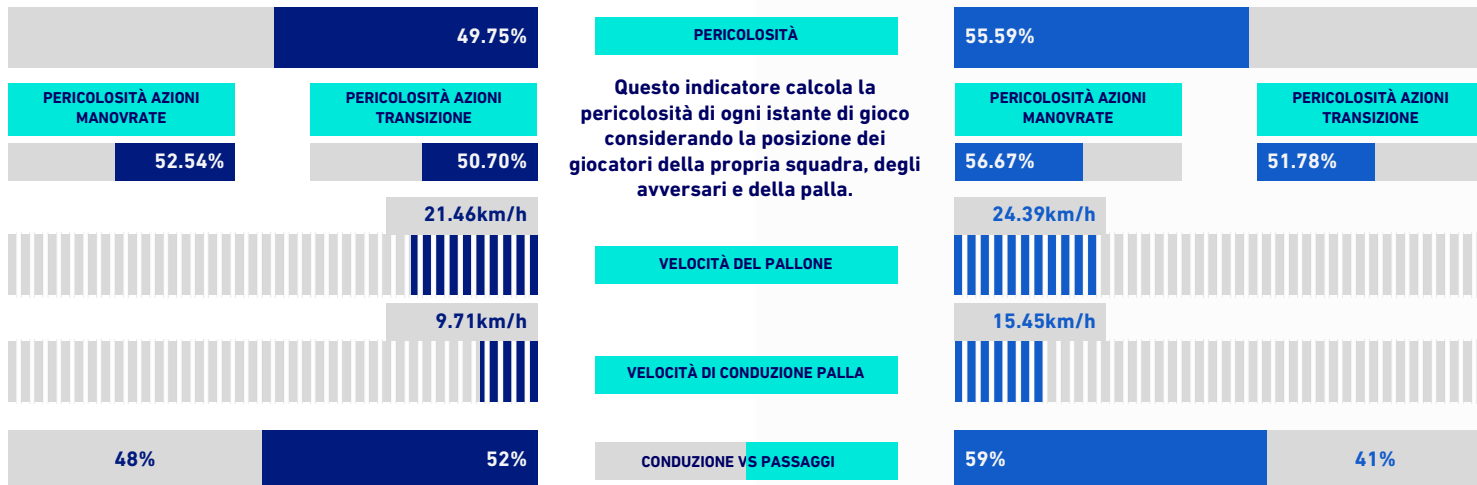 49.75%
PERICOLOSITÀ
55.59%
PERICOLOSITÀ AZIONI
MANOVRATE
PERICOLOSITÀ AZIONI
TRANSIZIONE
52.54%
50.70%
Questo indicatore calcola la
pericolosità di ogni istante di gioco
considerando la posizione dei
giocatori della propria squadra, degli
avversari e della palla.
PERICOLOSITÀ AZIONI
MANOVRATE
PERICOLOSITÀ AZIONI
TRANSIZIONE
56.67%
51.78%
21.46km/h
VELOCITÀ DEL PALLONE
24.39km/h
9.71km/h
VELOCITÀ DI CONDUZIONE PALLA
15.45km/h
48%
52%
CONDUZIONE VS PASSAGGI
59%
41%